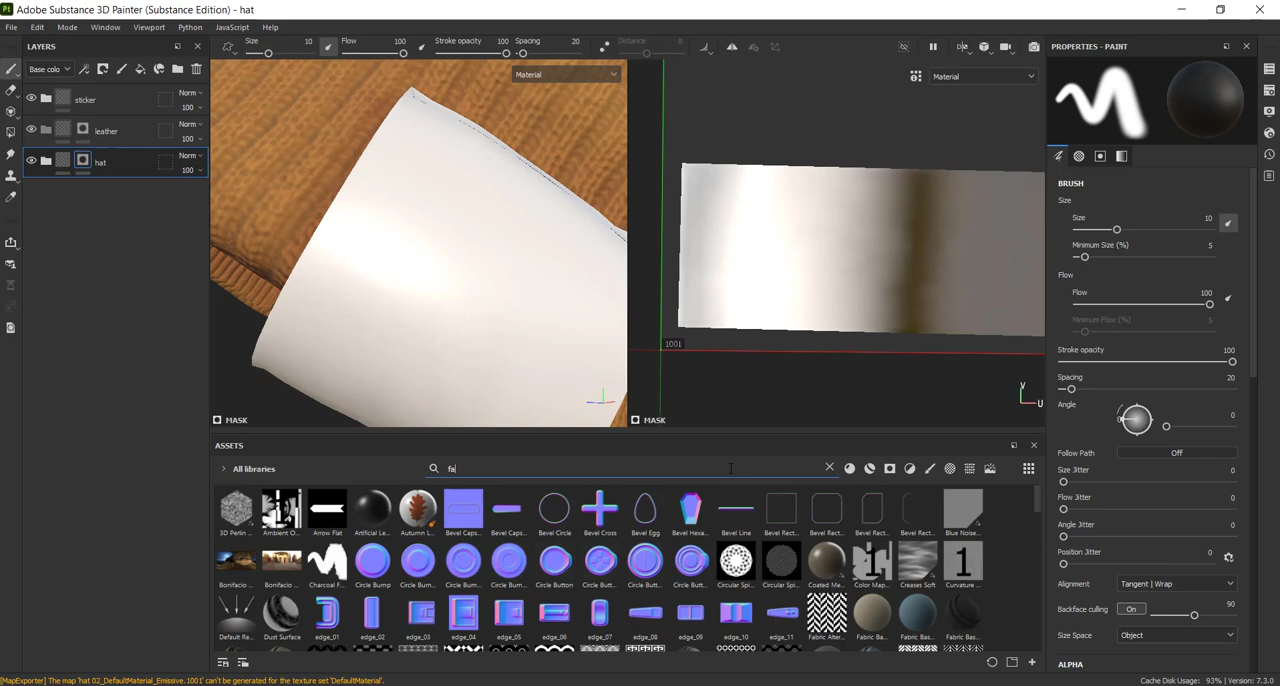 Adobe Substance 3D Painter (Substance Edition) - hat
File Edit Mode Window Viewport Python JavaScript Help
LAYERS
Size 10 Flow 100 Stroke opacity 100 Spacing 20 Distance 8
PROPERTIES - PAINT
Base colo
Material
Material
sticker Norm 100
leather Norm 100
hat Norm 100
BRUSH
Size
Size 10
Minimum Size (%) 5
Flow
Flow 100
Minimum Flow (%) 5
Stroke opacity 100
Spacing 20
Angle 0
Follow Path Off
Size Jitter 0
Flow Jitter 0
Angle Jitter 0
Position Jitter 0
Alignment Tangent | Wrap
Backface culling On 90
Size Space Object
ALPHA
1001
V
U
MASK
MASK
ASSETS
All libraries
fa
3D Perlin ... Ambient O... Arrow Flat Artificial Le... Autumn L... Bevel Caps... Bevel Caps... Bevel Circle Bevel Cross Bevel Egg Bevel Hexa... Bevel Line Bevel Rect... Bevel Rect... Bevel Rect... Bevel Rect... Blue Noise...
Bonifacio ... Bonifacio ... Charcoal F... Circle Bump Circle Bum... Circle Bum... Circle Bum... Circle Button Circle Butt... Circle Butt... Circle Butt... Circular Spi... Circular Spi... Coated Me... Color Map... Creases Soft Curvature ...
Default Re... Dust Surface edge_01 edge_02 edge_03 edge_04 edge_05 edge_06 edge_07 edge_08 edge_09 edge_10 edge_11 Fabric Alter... Fabric Ba... Fabric Bas... Fabric Bas...
[MapExporter] The map 'hat 02_DefaultMaterial_Emissive.1001' can't be generated for the texture set 'DefaultMaterial'.
Cache Disk Usage: 93% | Version: 7.3.0